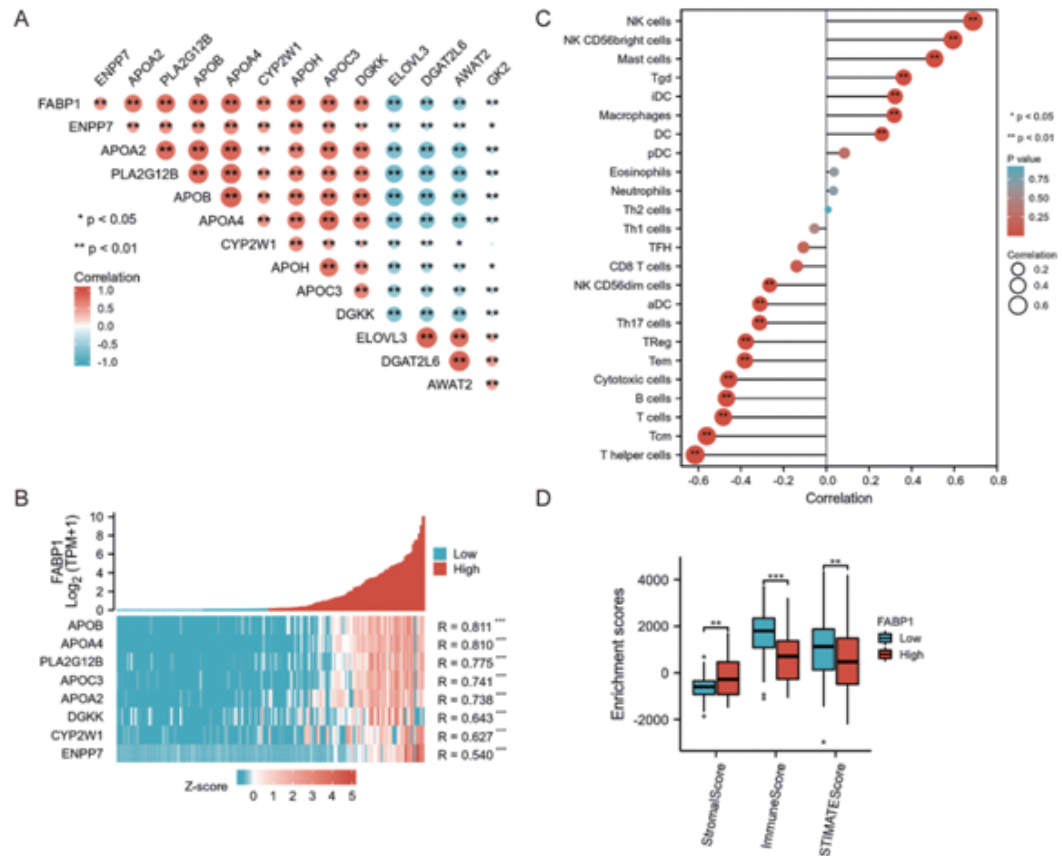 A
ENPP7 APOA2 PLA2G12B APOB APOA4 CYP2W1 APOH APOC3 DGKK ELOVL3 DGAT2L6 AWAT2 GK2
FABP1
ENPP7
APOA2
PLA2G12B
APOB
APOA4
CYP2W1
APOH
APOC3
DGKK
ELOVL3
DGAT2L6
AWAT2
* p < 0.05
** p < 0.01
Correlation
1.0
0.5
0.0
-0.5
-1.0
B
FABP1
Log2 (TPM+1)
10
8
6
4
2
0
Low
High
APOB R = 0.811 ***
APOA4 R = 0.810
PLA2G12B R = 0.775
APOC3 R = 0.741
APOA2 R = 0.738
DGKK R = 0.643
CYP2W1 R = 0.627
ENPP7 R = 0.540
Z-score
0 1 2 3 4 5
C
NK cells **
NK CD56bright cells **
Mast cells **
Tgd **
iDC **
Macrophages **
DC **
pDC
Eosinophils
Neutrophils
Th2 cells
Th1 cells
TFH
CD8 T cells
NK CD56dim cells **
aDC **
Th17 cells **
TReg **
Tem **
Cytotoxic cells **
B cells **
T cells **
Tcm **
T helper cells **
-0.6 -0.4 -0.2 0.0 0.2 0.4 0.6 0.8
Correlation
* p < 0.05
** p < 0.01
P value
0.75
0.50
0.25
Correlation
0.2
0.4
0.6
D
Enrichment scores
4000
2000
0
-2000
** *** **
StromalScore ImmuneScore STIMATEScore
FABP1
Low
High